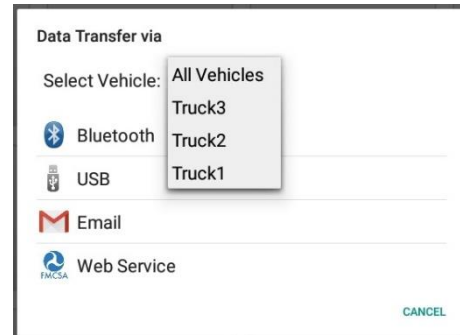 Data Transfer via
Select Vehicle:
All Vehicles
Truck3
Truck2
Truck1
Bluetooth
USB
Email
FMCSA
Web Service
CANCEL